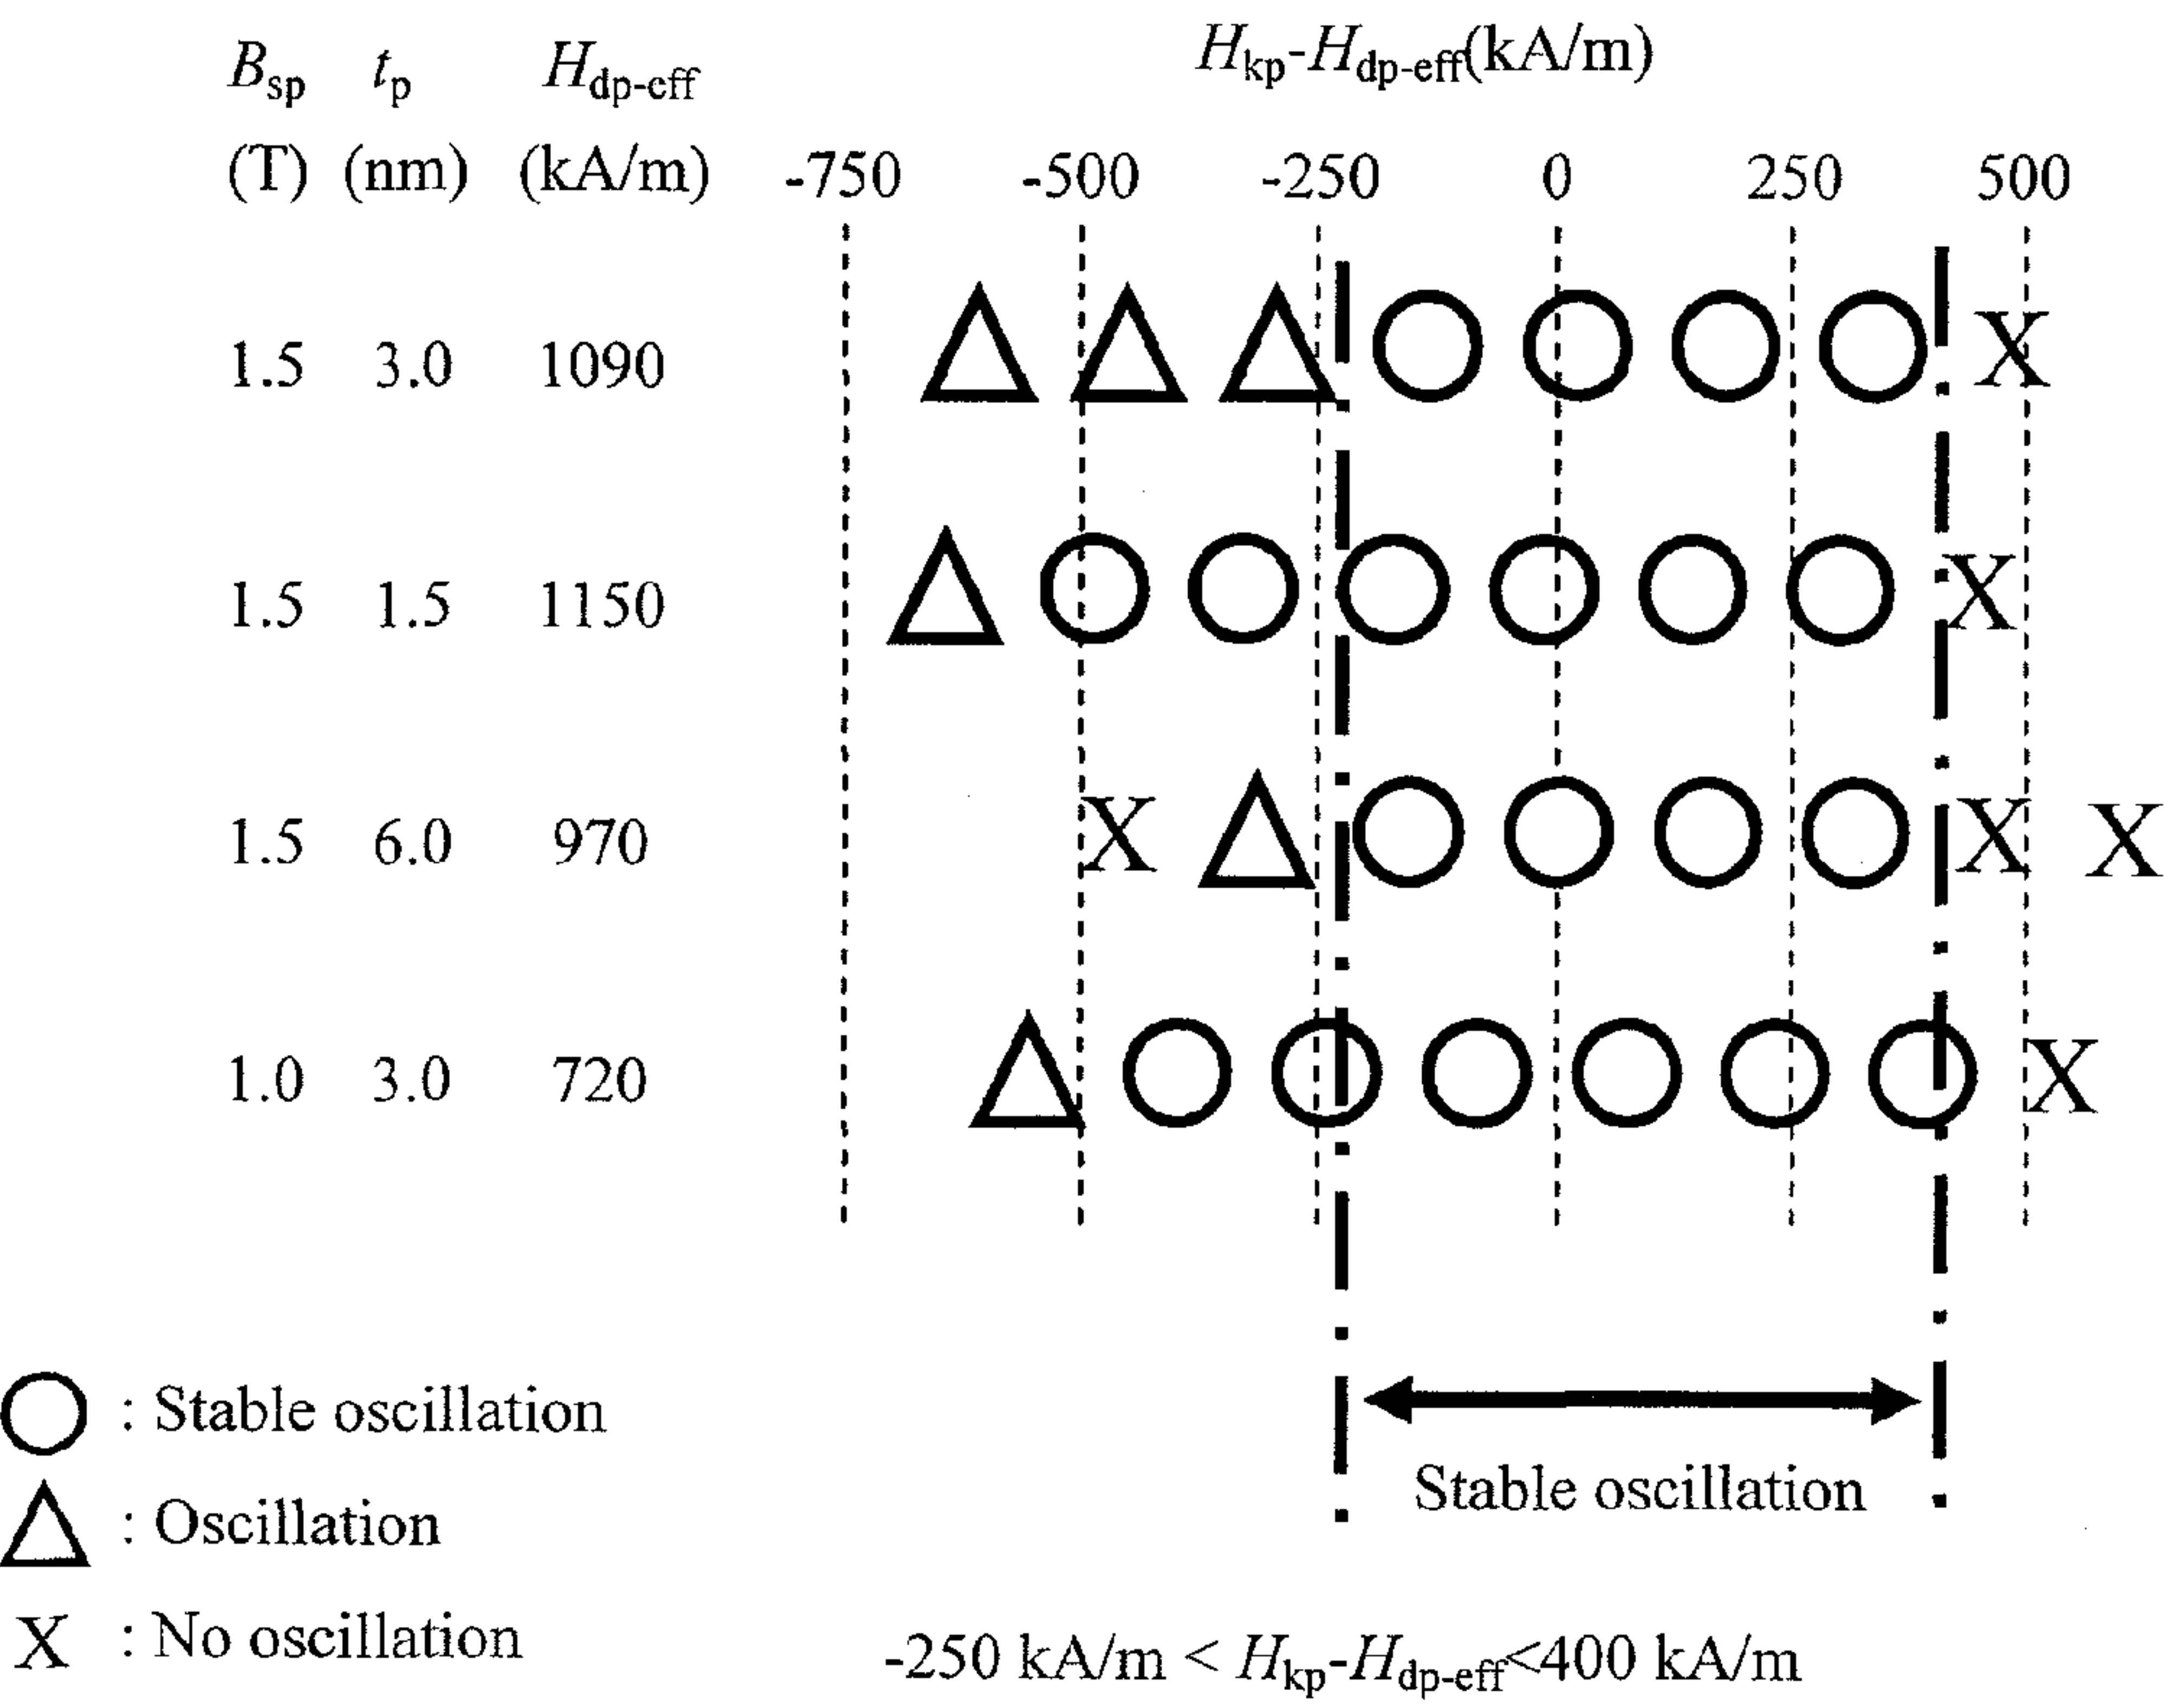 B_sp t_p H_dp-eff H_kp-H_dp-eff(kA/m)
(T) (nm) (kA/m) -750 -500 -250 0 250 500
1.5 3.0 1090 X
1.5 1.5 1150 X
1.5 6.0 970 X X X
1.0 3.0 720 X
: Stable oscillation
Stable oscillation
: Oscillation
X : No oscillation
-250 kA/m < H_kp-H_dp-eff<400 kA/m